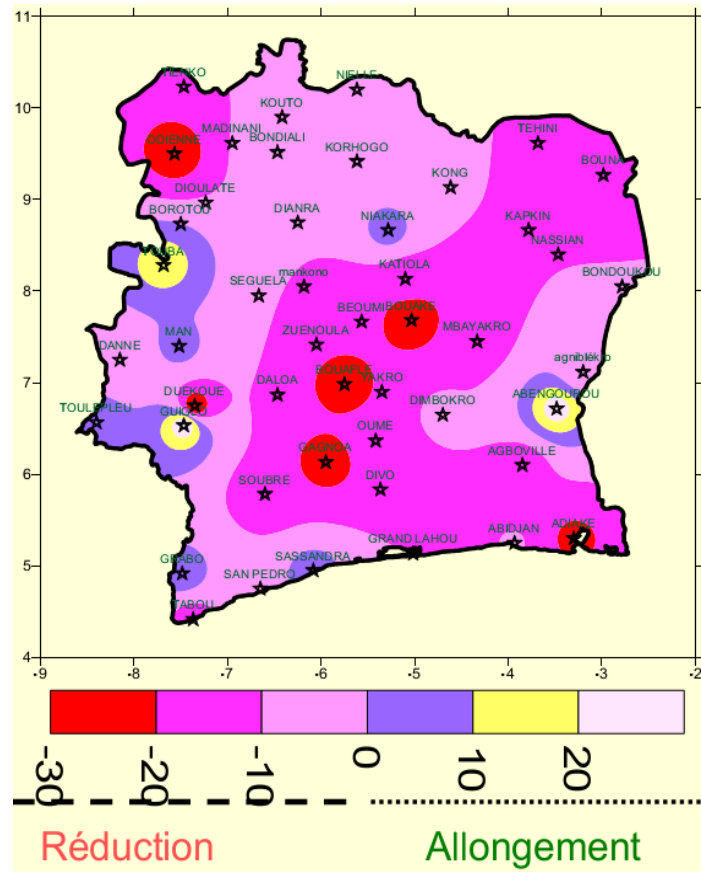 11
TIENKO
NIELLE
10
KOUTO
MADINANI
TEHINI
ODIENNE
BONDIALI
KORHOGO
BOUNA
9
DIOULATE
KONG
BOROTOU
DIANRA
NIAKARA
KAPKIN
TOUBA
NASSIAN
8
SEGUELA
mankono
KATIOLA
BONDOUKOU
BEOUMI
BOUAKE
MAN
ZUENOULA
MBAYAKRO
DANNE
agniblékro
7
DUEKOUE
DALOA
BOUAFLE
YAKRO
TOULEPLEU
GUIGLO
DIMBOKRO
ABENGOUROU
OUME
6
GAGNOA
AGBOVILLE
SOUBRE
DIVO
5
GRAND LAHOU
ABIDJAN
ADIAKE
GRABO
SASSANDRA
SAN PEDRO
TABOU
4
-9 -8 -7 -6 -5 -4 -3 -2
-30 -20 -10 0 10 20
Réduction Allongement